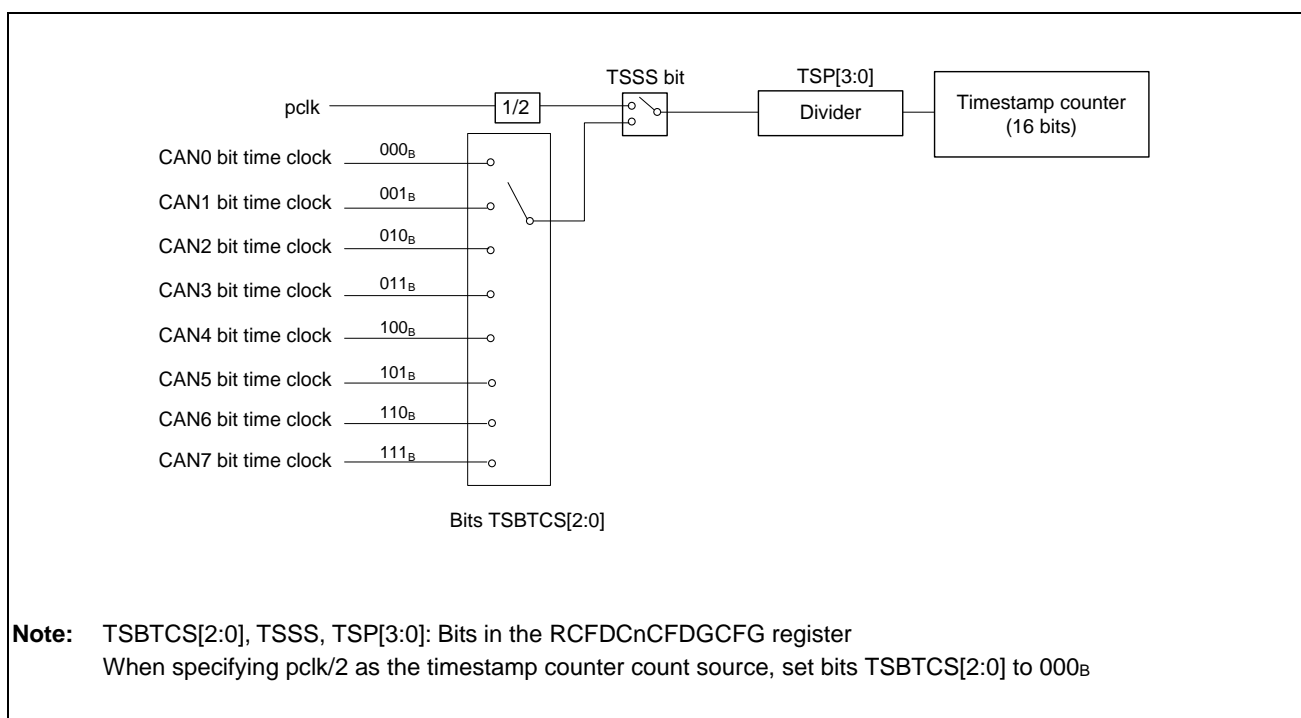 TSSS bit
TSP[3:0]
pclk
1/2
Divider
Timestamp counter
(16 bits)
CAN0 bit time clock 000B
CAN1 bit time clock 001B
CAN2 bit time clock 010B
CAN3 bit time clock 011B
CAN4 bit time clock 100B
CAN5 bit time clock 101B
CAN6 bit time clock 110B
CAN7 bit time clock 111B
Bits TSBTCS[2:0]
Note: TSBTCS[2:0], TSSS, TSP[3:0]: Bits in the RCFDCnCFDGCFG register
When specifying pclk/2 as the timestamp counter count source, set bits TSBTCS[2:0] to 000B